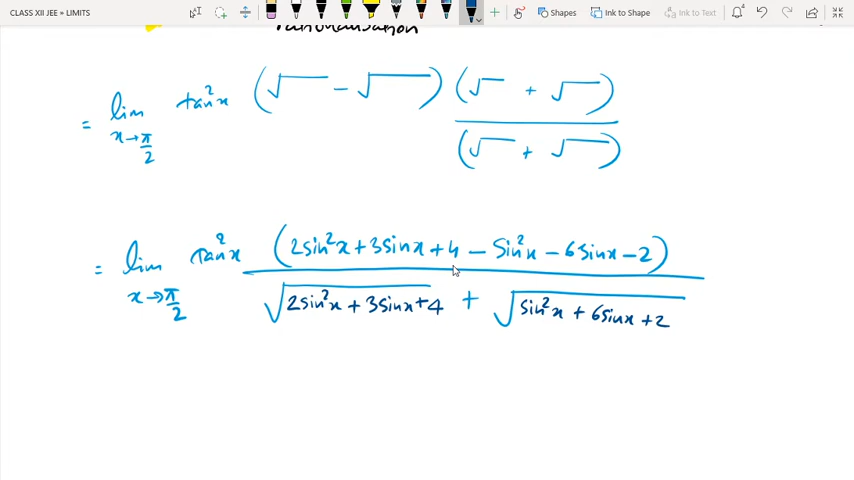 CLASS XII JEE = LIMITS
Shapes
Ink to Shape
Ink to Text
= lim x→π/2 tan²x (√ − √) (√ + √) / (√ + √)
= lim x→π/2 tan²x (2sin²x + 3sinx + 4 − Sin²x − 6sinx − 2) / √2sin²x + 3sinx + 4 + √sin²x + 6sinx + 2